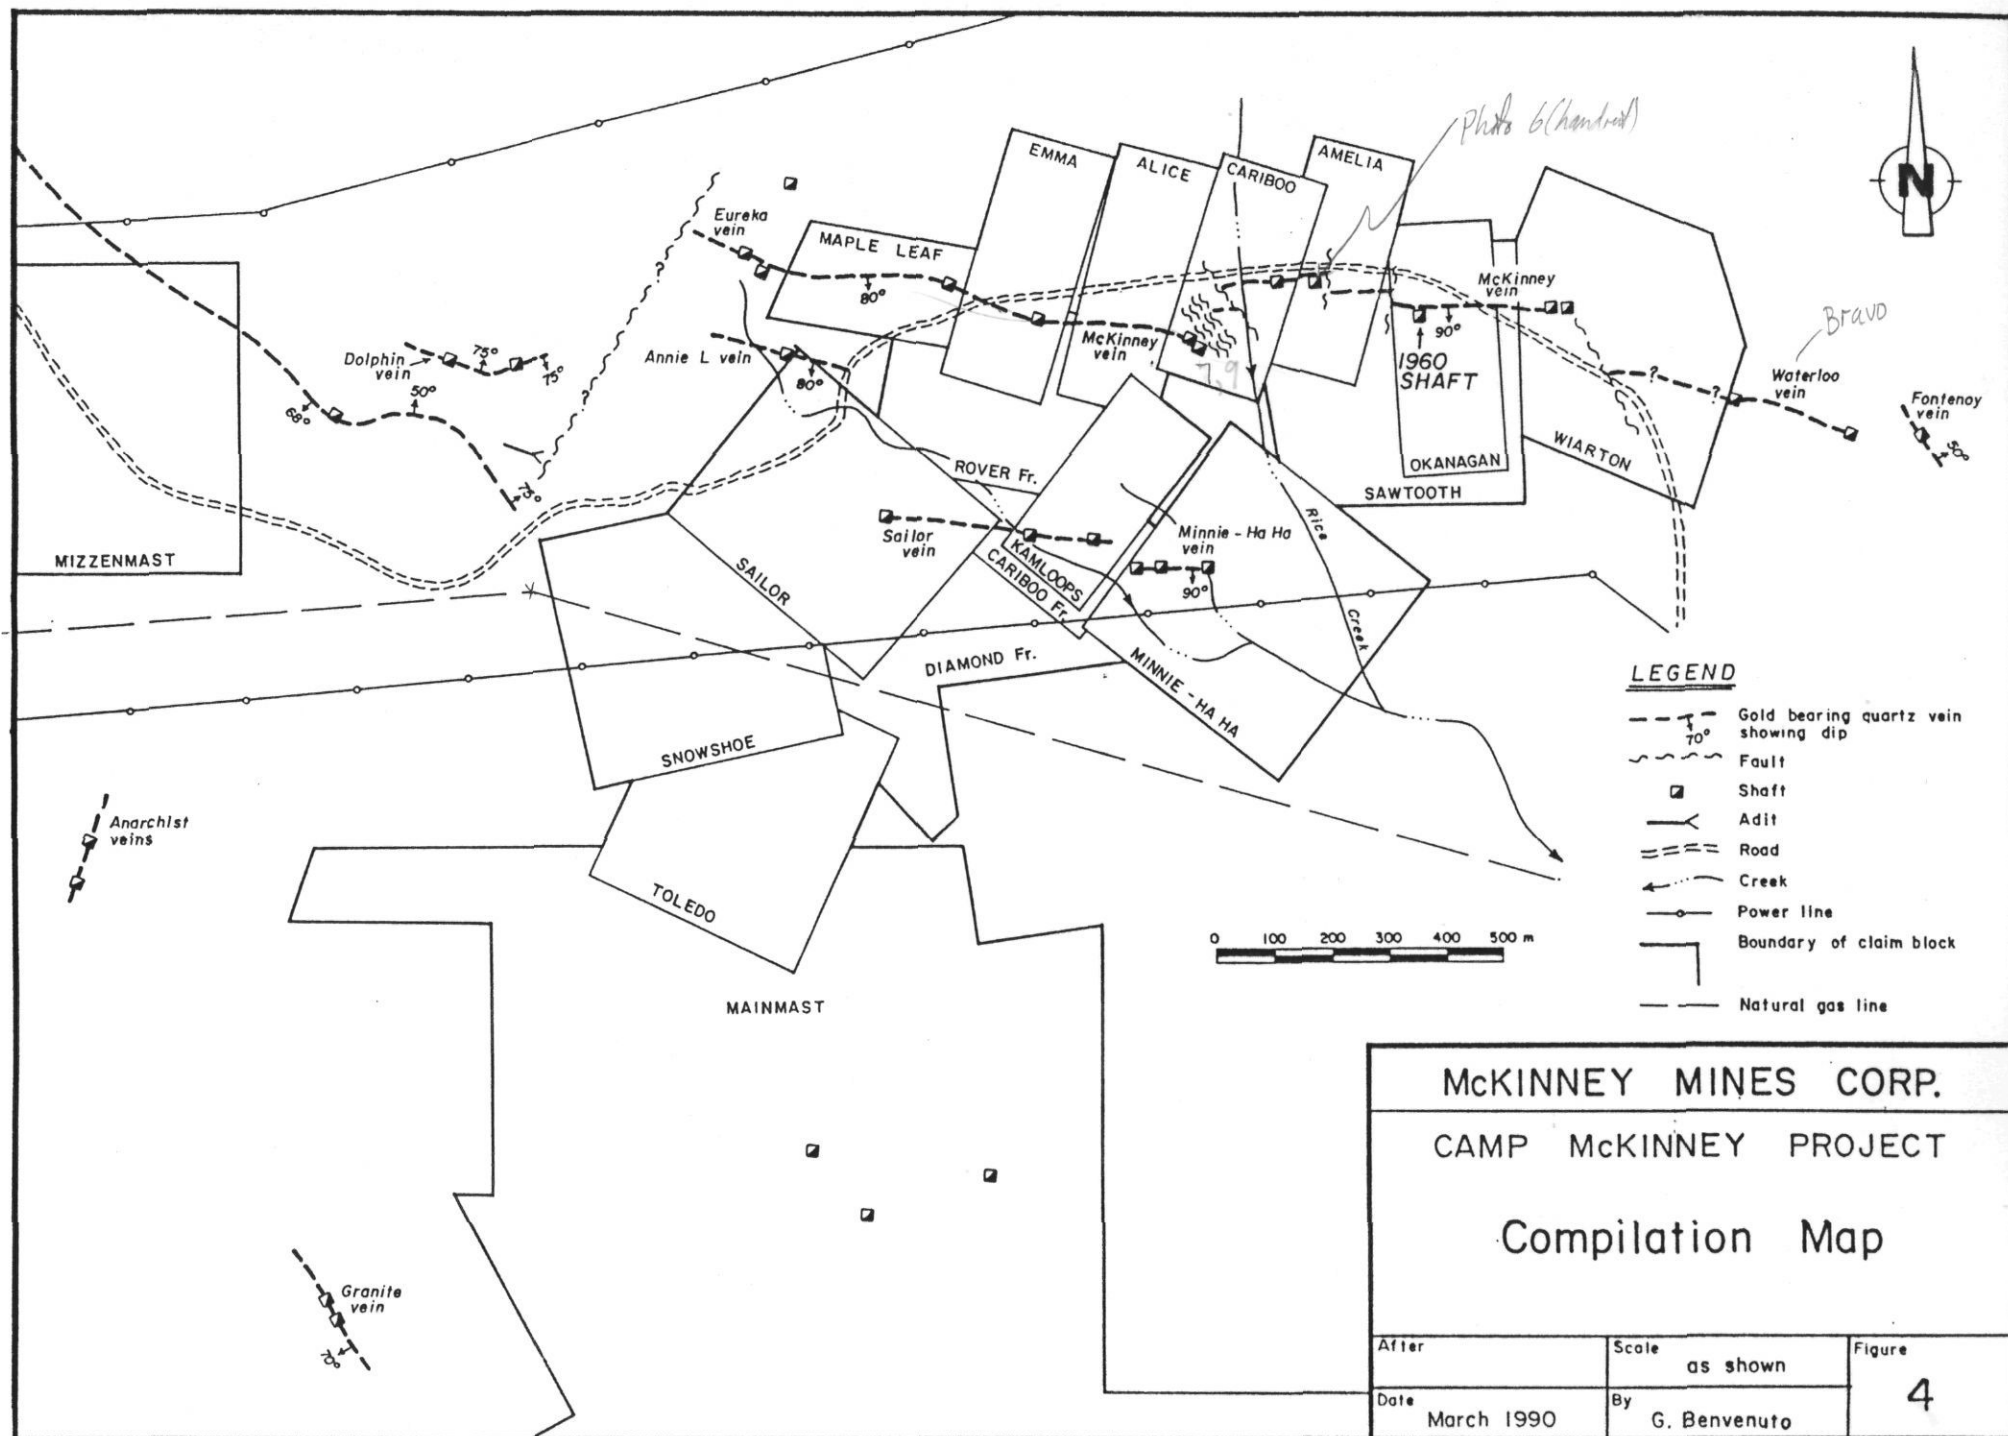 Photo 6
EMMA
ALICE
CARIBOO
AMELIA
N
Eureka
vein
MAPLE LEAF
80°
McKinney
vein
McKinney
vein
90°
1960
SHAFT
Bravo
Annie L vein
80°
Dolphin
vein
75°
75°
?
?
7,9
68°
50°
75°
?
?
Waterloo
vein
Fontenoy
vein
50°
WIARTON
OKANAGAN
SAWTOOTH
ROVER Fr.
Sailor
vein
Minnie - Ha Ha
vein
90°
Rice
Creek
KAMLOOPS
CARIBOO Fr.
MIZZENMAST
SAILOR
DIAMOND Fr.
MINNIE - HA HA
SNOWSHOE
TOLEDO
Anarchist
veins
MAINMAST
Granite
vein
70°
LEGEND
Gold bearing quartz vein
showing dip
70°
Fault
Shaft
Adit
Road
Creek
Power line
Boundary of claim block
Natural gas line
0 100 200 300 400 500 m
McKINNEY MINES CORP.
CAMP McKINNEY PROJECT
Compilation Map
After
Scale
as shown
Figure
4
Date
March 1990
By
G. Benvenuto